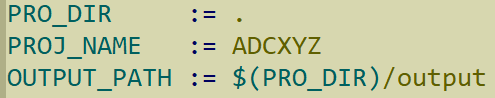 PRO_DIR     := .
PROJ_NAME   := ADCXYZ
OUTPUT_PATH := $(PRO_DIR)/output